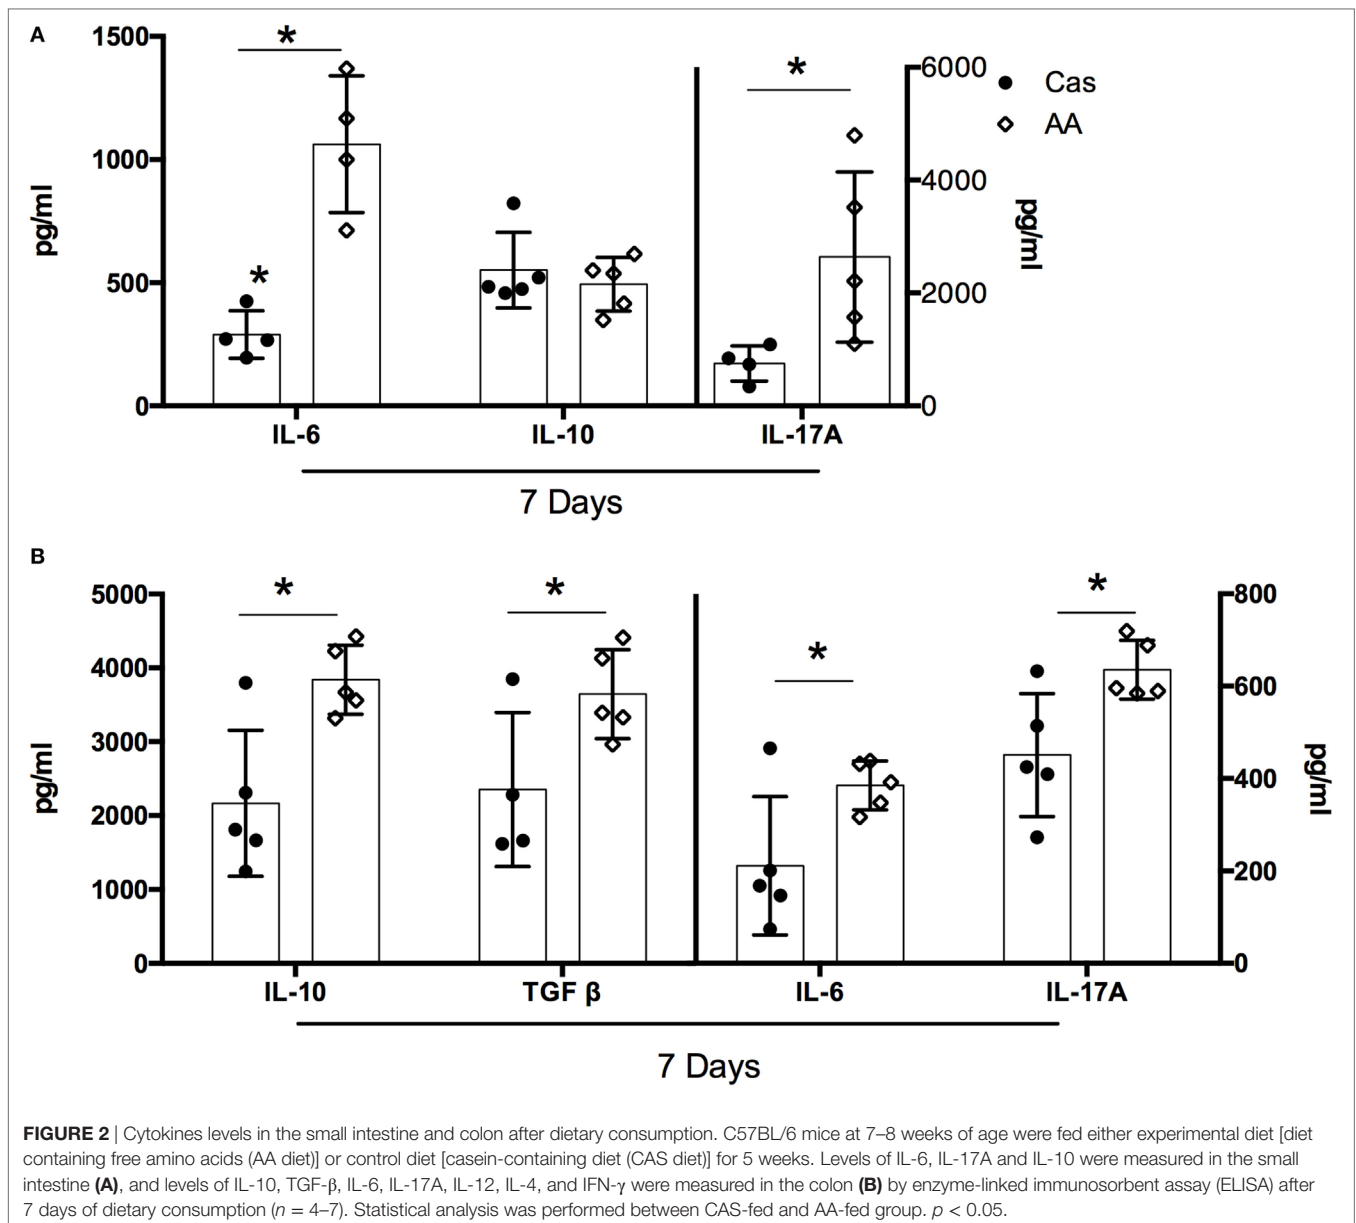 A
1500
1000
500
0
pg/ml
*
*
*
6000
4000
2000
0
pg/ml
Cas
AA
IL-6
IL-10
IL-17A
7 Days
B
5000
4000
3000
2000
1000
0
pg/ml
*
*
*
*
800
600
400
200
0
pg/ml
IL-10
TGF β
IL-6
IL-17A
7 Days
FIGURE 2 | Cytokines levels in the small intestine and colon after dietary consumption. C57BL/6 mice at 7–8 weeks of age were fed either experimental diet [diet
containing free amino acids (AA diet)] or control diet [casein-containing diet (CAS diet)] for 5 weeks. Levels of IL-6, IL-17A and IL-10 were measured in the small
intestine (A), and levels of IL-10, TGF-β, IL-6, IL-17A, IL-12, IL-4, and IFN-γ were measured in the colon (B) by enzyme-linked immunosorbent assay (ELISA) after
7 days of dietary consumption (n = 4–7). Statistical analysis was performed between CAS-fed and AA-fed group. p < 0.05.